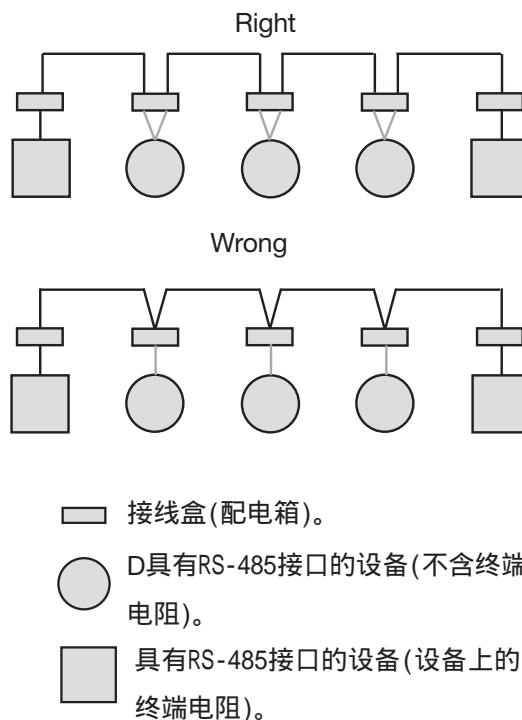 Right
Wrong
接线盒(配电箱)。
D具有RS-485接口的设备(不含终端
电阻)。
具有RS-485接口的设备(设备上的
终端电阻)。